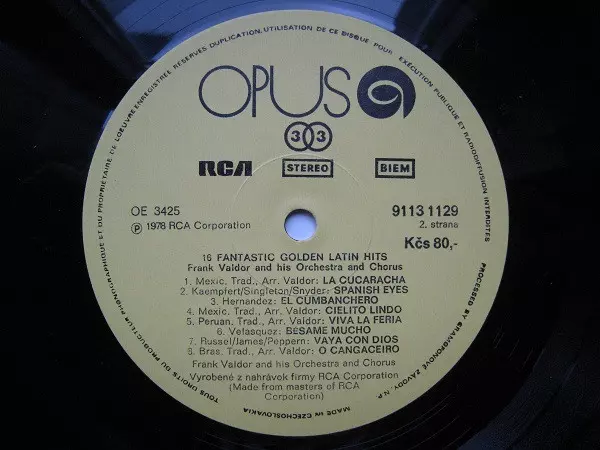 TOUS DROITS DU PRODUCTEUR PHONOGRAPHIQUE ET DU PROPRIÉTAIRE DE L'OEUVRE ENREGISTRÉE RÉSERVÉS DUPLICATION, UTILISATION DE CE DISQUE POUR EXÉCUTION PUBLIQUE ET RADIODIFFUSION INTERDITES
OPUS
33
RCA STEREO BIEM
OE 3425 9113 1129
℗ 1978 RCA Corporation 2. strana
Kčs 80,-
16 FANTASTIC GOLDEN LATIN HITS
Frank Valdor and his Orchestra and Chorus
1. Mexic. Trad., Arr. Valdor: LA CUCARACHA
2. Kaempfert/Singleton/Snyder: SPANISH EYES
3. Hernandez: EL CUMBANCHERO
4. Mexic. Trad., Arr. Valdor: CIELITO LINDO
5. Peruan. Trad., Arr. Valdor: VIVA LA FERIA
6. Velasquez: BESAME MUCHO
7. Russel/James/Peppern: VAYA CON DIOS
8. Bras. Trad., Arr. Valdor: O CANGACEIRO
Frank Valdor and his Orchestra and Chorus
Vyrobené z nahrávok firmy RCA Corporation
(Made from masters of RCA
Corporation)
PROCESSED BY GRAMOFONOVÉ ZÁVODY, N.P.
MADE IN CZECHOSLOVAKIA